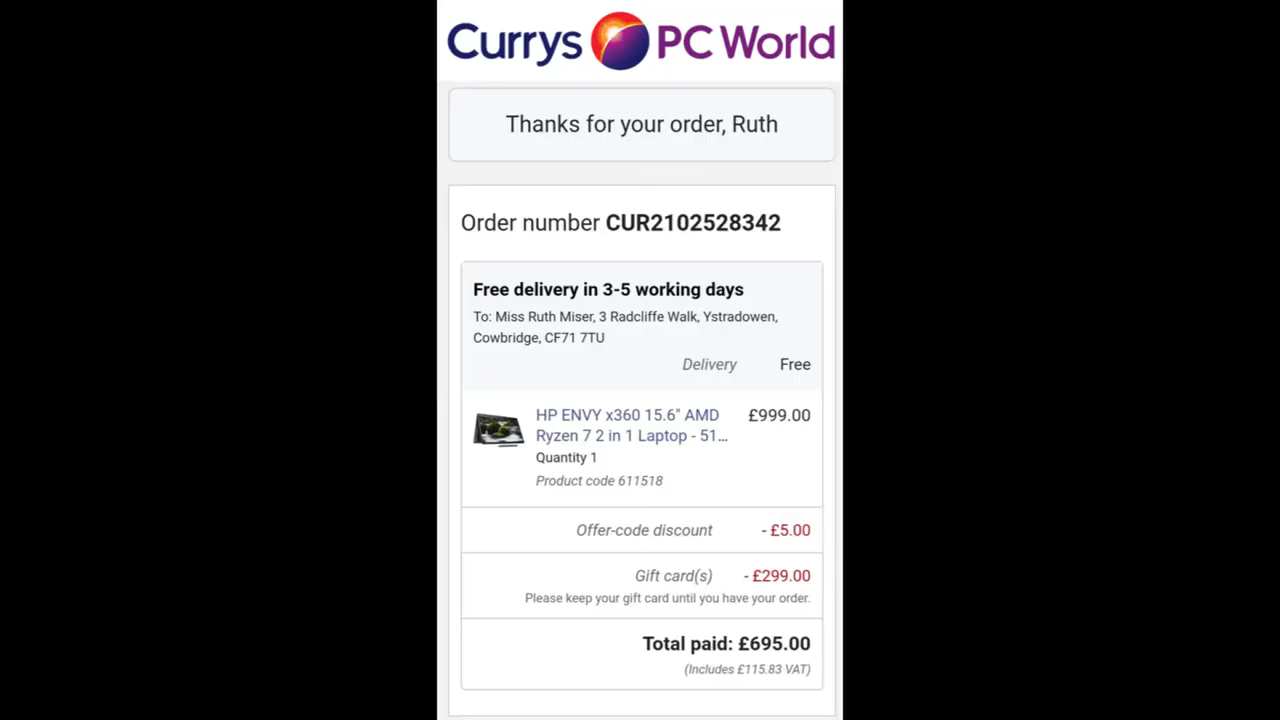 Currys PC World
Thanks for your order, Ruth
Order number CUR2102528342
Free delivery in 3-5 working days
To: Miss Ruth Miser, 3 Radcliffe Walk, Ystradowen,
Cowbridge, CF71 7TU
Delivery Free
HP ENVY x360 15.6" AMD £999.00
Ryzen 7 2 in 1 Laptop - 51...
Quantity 1
Product code 611518
Offer-code discount - £5.00
Gift card(s) - £299.00
Please keep your gift card until you have your order.
Total paid: £695.00
(Includes £115.83 VAT)